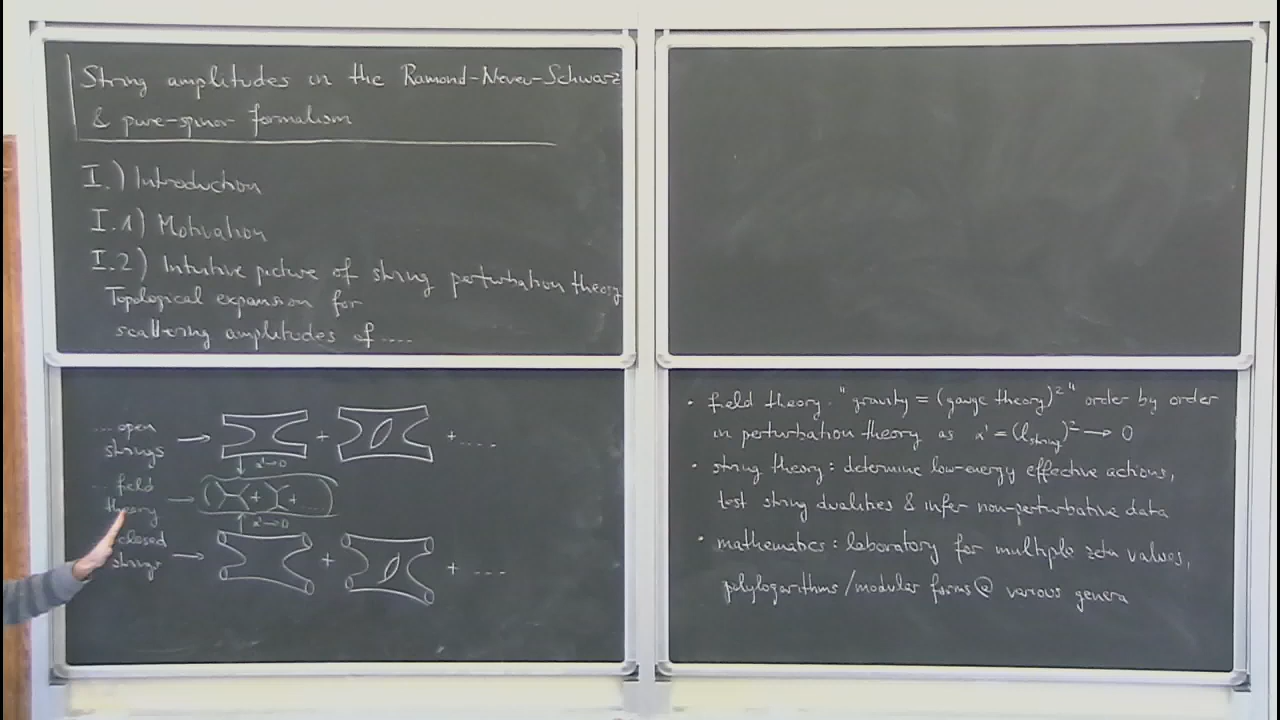 String amplitudes in the Ramond-Neveu-Schwarz
& pure-spinor formalism
I.) Introduction
I.1) Motivation
I.2) Intuitive picture of string perturbation theory
Topological expansion for
scattering amplitudes of ....
... open
strings → + + ....
↓ α'→0
... field
theory → + + ....
↑ α'→0
closed
strings → + + ...
• field theory: "gravity = (gauge theory)²" order by order
in perturbation theory as α' = (l_string)² → 0
• string theory: determine low-energy effective actions,
test string dualities & infer non-perturbative data
• mathematics: laboratory for multiple zeta values,
polylogarithms/modular forms @ various genera